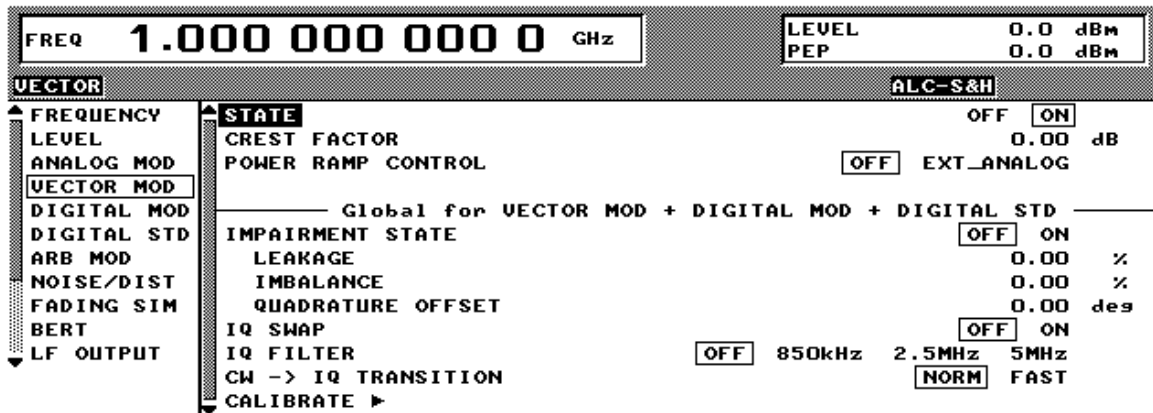 FREQ 1.000 000 000 0 GHz
LEVEL 0.0 dBm
PEP 0.0 dBm
VECTOR ALC-S&H
FREQUENCY
LEVEL
ANALOG MOD
VECTOR MOD
DIGITAL MOD
DIGITAL STD
ARB MOD
NOISE/DIST
FADING SIM
BERT
LF OUTPUT
STATE OFF ON
CREST FACTOR 0.00 dB
POWER RAMP CONTROL OFF EXT_ANALOG
Global for VECTOR MOD + DIGITAL MOD + DIGITAL STD
IMPAIRMENT STATE OFF ON
LEAKAGE 0.00 %
IMBALANCE 0.00 %
QUADRATURE OFFSET 0.00 deg
IQ SWAP OFF ON
IQ FILTER OFF 850kHz 2.5MHz 5MHz
CW -> IQ TRANSITION NORM FAST
CALIBRATE ►